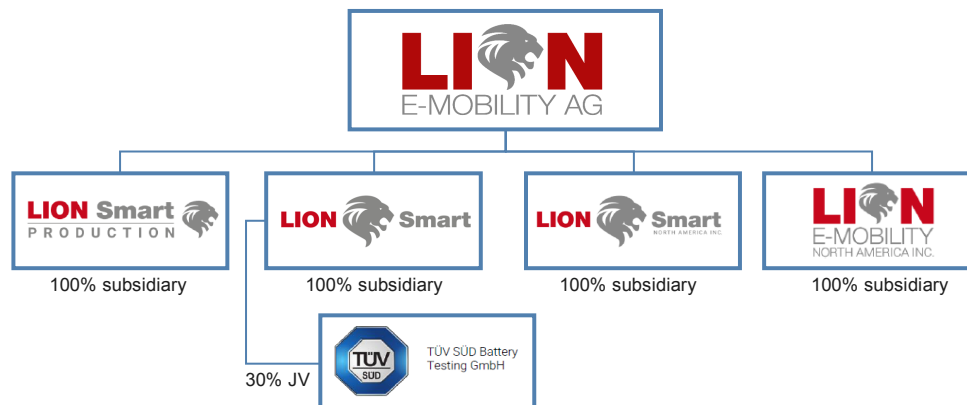 LION
E-MOBILITY AG
LION Smart
PRODUCTION
LION Smart
LION Smart
NORTH AMERICA INC.
LION
E-MOBILITY
NORTH AMERICA INC.
100% subsidiary
100% subsidiary
100% subsidiary
100% subsidiary
TÜV
SÜD
TÜV SÜD Battery
Testing GmbH
30% JV